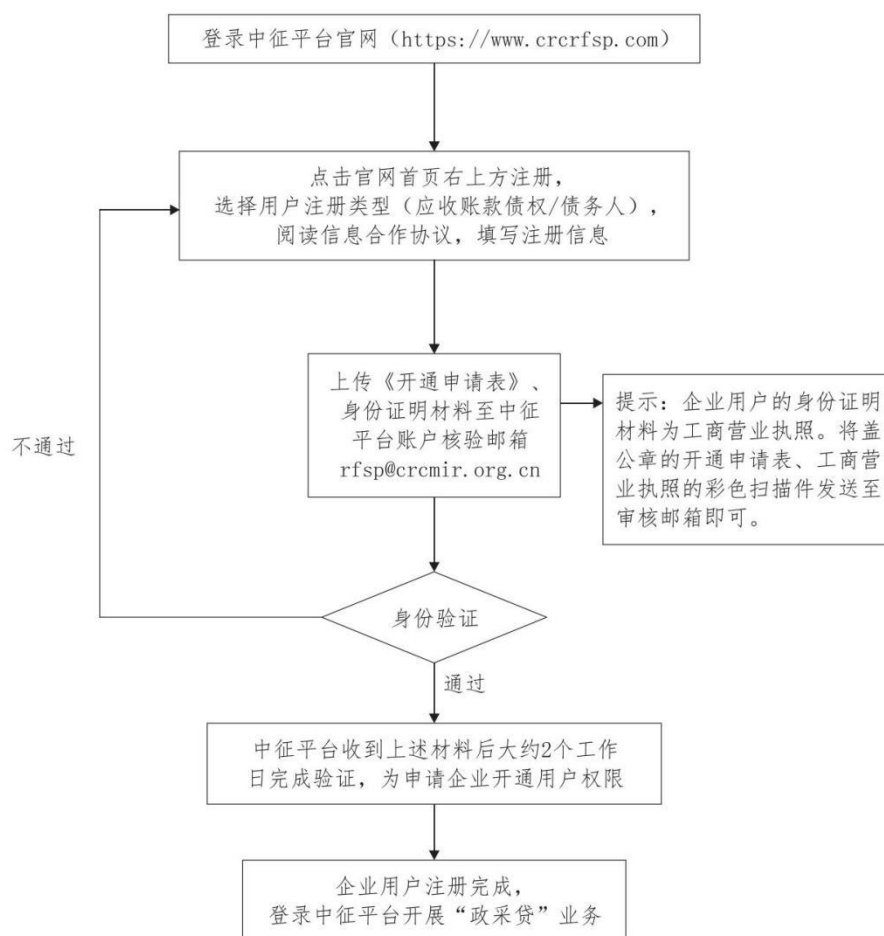 登录中征平台官网（https://www.crcrfsp.com）
点击官网首页右上方注册，
选择用户注册类型（应收账款债权/债务人），
阅读信息合作协议，填写注册信息
上传《开通申请表》、
身份证明材料至中征
平台账户核验邮箱
rfsp@crcmir.org.cn
提示：企业用户的身份证明
材料为工商营业执照。将盖
公章的开通申请表、工商营
业执照的彩色扫描件发送至
审核邮箱即可。
不通过
身份验证
通过
中征平台收到上述材料后大约2个工作
日完成验证，为申请企业开通用户权限
企业用户注册完成，
登录中征平台开展“政采贷”业务